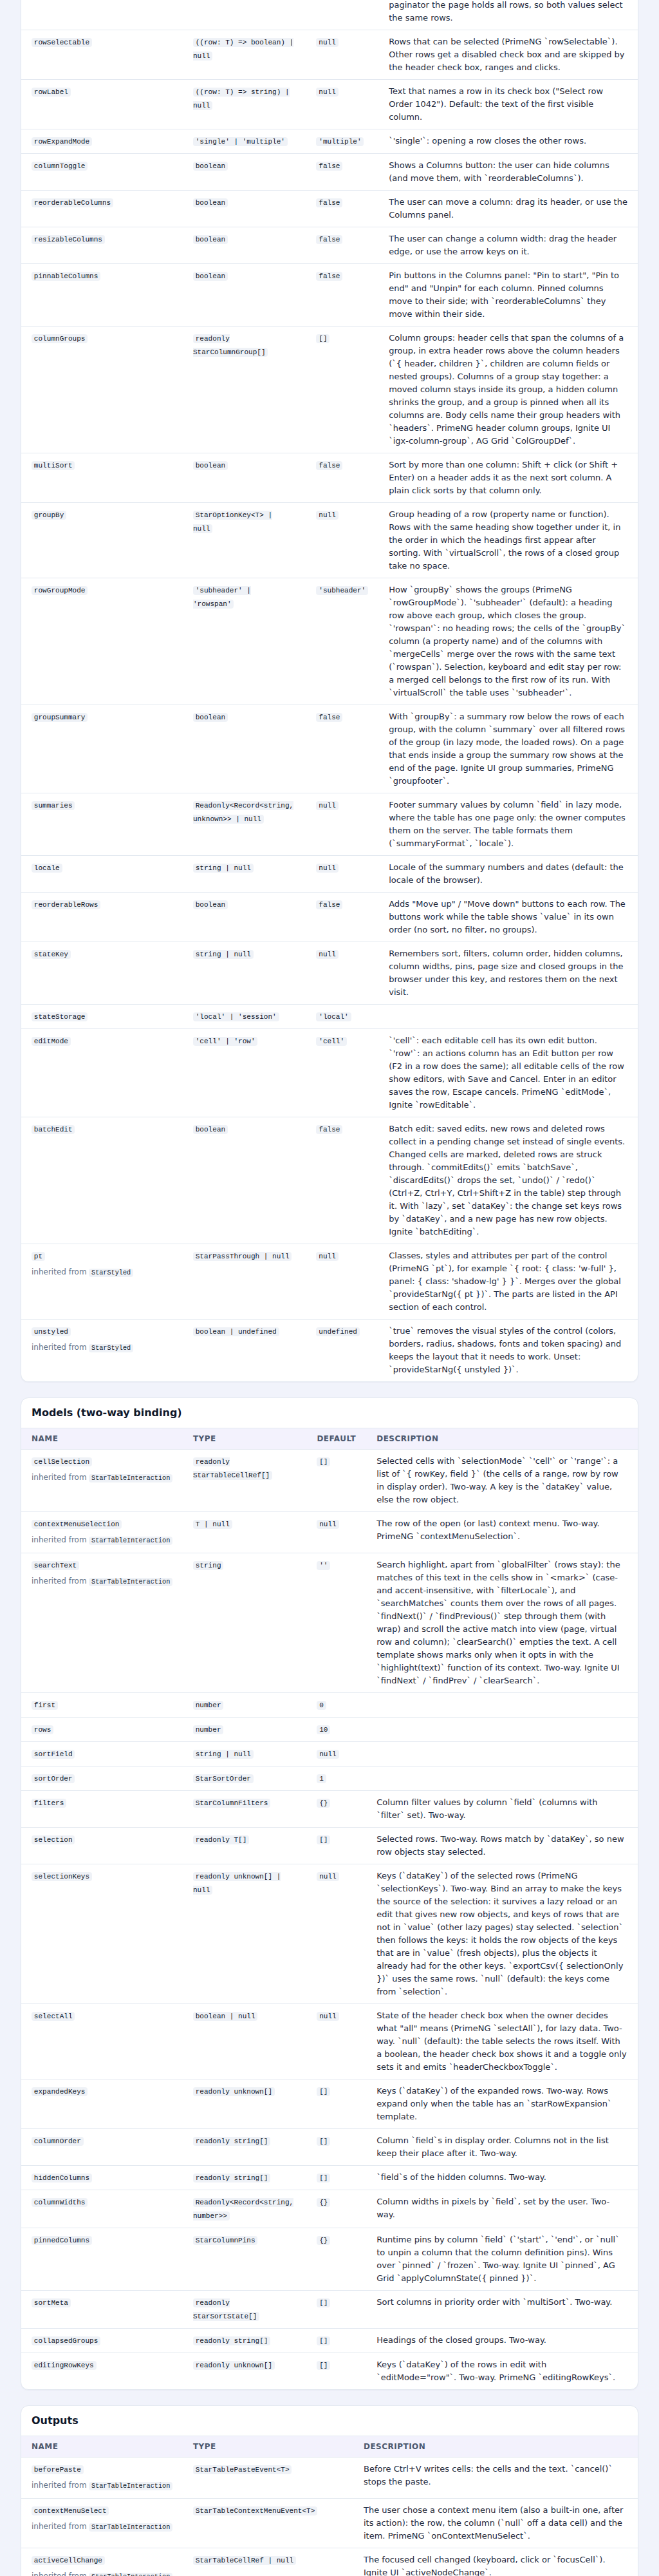 paginator the page holds all rows, so both values select
the same rows.
rowSelectable
((row: T) => boolean) |
null
null
Rows that can be selected (PrimeNG `rowSelectable`).
Other rows get a disabled check box and are skipped by
the header check box, ranges and clicks.
rowLabel
((row: T) => string) |
null
null
Text that names a row in its check box ("Select row
Order 1042"). Default: the text of the first visible
column.
rowExpandMode
'single' | 'multiple'
'multiple'
`'single'`: opening a row closes the other rows.
columnToggle
boolean
false
Shows a Columns button: the user can hide columns
(and move them, with `reorderableColumns`).
reorderableColumns
boolean
false
The user can move a column: drag its header, or use the
Columns panel.
resizableColumns
boolean
false
The user can change a column width: drag the header
edge, or use the arrow keys on it.
pinnableColumns
boolean
false
Pin buttons in the Columns panel: "Pin to start", "Pin to
end" and "Unpin" for each column. Pinned columns
move to their side; with `reorderableColumns` they
move within their side.
columnGroups
readonly
StarColumnGroup[]
[]
Column groups: header cells that span the columns of a
group, in extra header rows above the column headers
(`{ header, children }`, children are column fields or
nested groups). Columns of a group stay together: a
moved column stays inside its group, a hidden column
shrinks the group, and a group is pinned when all its
columns are. Body cells name their group headers with
`headers`. PrimeNG header column groups, Ignite UI
`igx-column-group`, AG Grid `ColGroupDef`.
multiSort
boolean
false
Sort by more than one column: Shift + click (or Shift +
Enter) on a header adds it as the next sort column. A
plain click sorts by that column only.
groupBy
StarOptionKey<T> |
null
null
Group heading of a row (property name or function).
Rows with the same heading show together under it, in
the order in which the headings first appear after
sorting. With `virtualScroll`, the rows of a closed group
take no space.
rowGroupMode
'subheader' |
'rowspan'
'subheader'
How `groupBy` shows the groups (PrimeNG
`rowGroupMode`). `'subheader'` (default): a heading
row above each group, which closes the group.
`'rowspan'`: no heading rows; the cells of the `groupBy`
column (a property name) and of the columns with
`mergeCells` merge over the rows with the same text
(`rowspan`). Selection, keyboard and edit stay per row:
a merged cell belongs to the first row of its run. With
`virtualScroll` the table uses `'subheader'`.
groupSummary
boolean
false
With `groupBy`: a summary row below the rows of each
group, with the column `summary` over all filtered rows
of the group (in lazy mode, the loaded rows). On a page
that ends inside a group the summary row shows at the
end of the page. Ignite UI group summaries, PrimeNG
`groupfooter`.
summaries
Readonly<Record<string,
unknown>> | null
null
Footer summary values by column `field` in lazy mode,
where the table has one page only: the owner computes
them on the server. The table formats them
(`summaryFormat`, `locale`).
locale
string | null
null
Locale of the summary numbers and dates (default: the
locale of the browser).
reorderableRows
boolean
false
Adds "Move up" / "Move down" buttons to each row. The
buttons work while the table shows `value` in its own
order (no sort, no filter, no groups).
stateKey
string | null
null
Remembers sort, filters, column order, hidden columns,
column widths, pins, page size and closed groups in the
browser under this key, and restores them on the next
visit.
stateStorage
'local' | 'session'
'local'
editMode
'cell' | 'row'
'cell'
`'cell'`: each editable cell has its own edit button.
`'row'`: an actions column has an Edit button per row
(F2 in a row does the same); all editable cells of the row
show editors, with Save and Cancel. Enter in an editor
saves the row, Escape cancels. PrimeNG `editMode`,
Ignite `rowEditable`.
batchEdit
boolean
false
Batch edit: saved edits, new rows and deleted rows
collect in a pending change set instead of single events.
Changed cells are marked, deleted rows are struck
through. `commitEdits()` emits `batchSave`,
`discardEdits()` drops the set, `undo()` / `redo()`
(Ctrl+Z, Ctrl+Y, Ctrl+Shift+Z in the table) step through
it. With `lazy`, set `dataKey`: the change set keys rows
by `dataKey`, and a new page has new row objects.
Ignite `batchEditing`.
pt
inherited from StarStyled
StarPassThrough | null
null
Classes, styles and attributes per part of the control
(PrimeNG `pt`), for example `{ root: { class: 'w-full' },
panel: { class: 'shadow-lg' } }`. Merges over the global
`provideStarNg({ pt })`. The parts are listed in the API
section of each control.
unstyled
inherited from StarStyled
boolean | undefined
undefined
`true` removes the visual styles of the control (colors,
borders, radius, shadows, fonts and token spacing) and
keeps the layout that it needs to work. Unset:
`provideStarNg({ unstyled })`.
Models (two-way binding)
NAME
TYPE
DEFAULT
DESCRIPTION
cellSelection
inherited from StarTableInteraction
readonly
StarTableCellRef[]
[]
Selected cells with `selectionMode` `'cell'` or `'range'`: a
list of `{ rowKey, field }` (the cells of a range, row by row
in display order). Two-way. A key is the `dataKey` value,
else the row object.
contextMenuSelection
inherited from StarTableInteraction
T | null
null
The row of the open (or last) context menu. Two-way.
PrimeNG `contextMenuSelection`.
searchText
inherited from StarTableInteraction
string
''
Search highlight, apart from `globalFilter` (rows stay): the
matches of this text in the cells show in `<mark>` (case-
and accent-insensitive, with `filterLocale`), and
`searchMatches` counts them over the rows of all pages.
`findNext()` / `findPrevious()` step through them (with
wrap) and scroll the active match into view (page, virtual
row and column); `clearSearch()` empties the text. A cell
template shows marks only when it opts in with the
`highlight(text)` function of its context. Two-way. Ignite UI
`findNext` / `findPrev` / `clearSearch`.
first
number
0
rows
number
10
sortField
string | null
null
sortOrder
StarSortOrder
1
filters
StarColumnFilters
{}
Column filter values by column `field` (columns with
`filter` set). Two-way.
selection
readonly T[]
[]
Selected rows. Two-way. Rows match by `dataKey`, so new
row objects stay selected.
selectionKeys
readonly unknown[] |
null
null
Keys (`dataKey`) of the selected rows (PrimeNG
`selectionKeys`). Two-way. Bind an array to make the keys
the source of the selection: it survives a lazy reload or an
edit that gives new row objects, and keys of rows that are
not in `value` (other lazy pages) stay selected. `selection`
then follows the keys: it holds the row objects of the keys
that are in `value` (fresh objects), plus the objects it
already had for the other keys. `exportCsv({ selectionOnly
})` uses the same rows. `null` (default): the keys come
from `selection`.
selectAll
boolean | null
null
State of the header check box when the owner decides
what "all" means (PrimeNG `selectAll`), for lazy data. Two-
way. `null` (default): the table selects the rows itself. With
a boolean, the header check box shows it and a toggle only
sets it and emits `headerCheckboxToggle`.
expandedKeys
readonly unknown[]
[]
Keys (`dataKey`) of the expanded rows. Two-way. Rows
expand only when the table has an `starRowExpansion`
template.
columnOrder
readonly string[]
[]
Column `field`s in display order. Columns not in the list
keep their place after it. Two-way.
hiddenColumns
readonly string[]
[]
`field`s of the hidden columns. Two-way.
columnWidths
Readonly<Record<string,
number>>
{}
Column widths in pixels by `field`, set by the user. Two-
way.
pinnedColumns
StarColumnPins
{}
Runtime pins by column `field` (`'start'`, `'end'`, or `null`
to unpin a column that the column definition pins). Wins
over `pinned` / `frozen`. Two-way. Ignite UI `pinned`, AG
Grid `applyColumnState({ pinned })`.
sortMeta
readonly
StarSortState[]
[]
Sort columns in priority order with `multiSort`. Two-way.
collapsedGroups
readonly string[]
[]
Headings of the closed groups. Two-way.
editingRowKeys
readonly unknown[]
[]
Keys (`dataKey`) of the rows in edit with
`editMode="row"`. Two-way. PrimeNG `editingRowKeys`.
Outputs
NAME
TYPE
DESCRIPTION
beforePaste
inherited from StarTableInteraction
StarTablePasteEvent<T>
Before Ctrl+V writes cells: the cells and the text. `cancel()`
stops the paste.
contextMenuSelect
inherited from StarTableInteraction
StarTableContextMenuEvent<T>
The user chose a context menu item (also a built-in one, after
its action): the row, the column (`null` off a data cell) and the
item. PrimeNG `onContextMenuSelect`.
activeCellChange
inherited from StarTableInteraction
StarTableCellRef | null
The focused cell changed (keyboard, click or `focusCell`).
Ignite UI `activeNodeChange`.